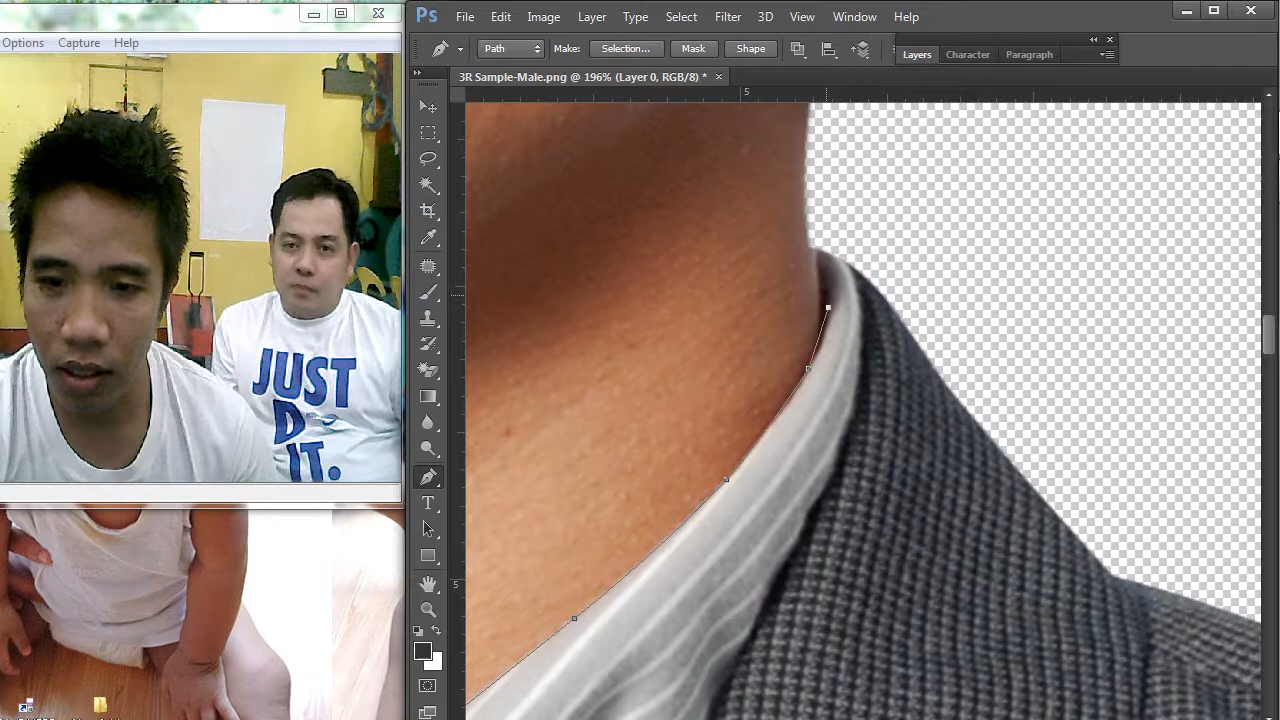 Options Capture Help
Ps File Edit Image Layer Type Select Filter 3D View Window Help
Path Make: Selection... Mask Shape
Layers Character Paragraph
3R Sample-Male.png @ 196% (Layer 0, RGB/8) *
5
JUST
D
IT.
5